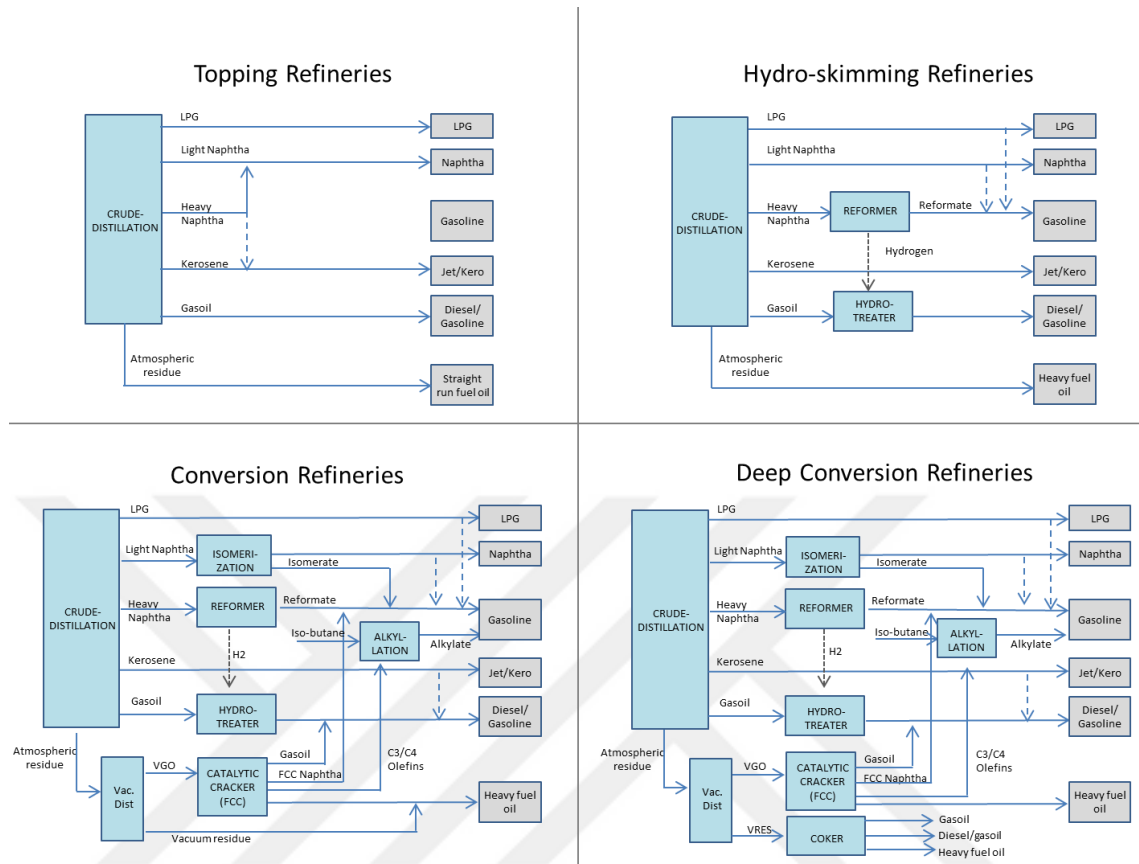 Topping Refineries
LPG
LPG
Light Naphtha
Naphtha
CRUDE-
DISTILLATION
Heavy
Naphtha
Gasoline
Kerosene
Jet/Kero
Gasoil
Diesel/
Gasoline
Atmospheric
residue
Straight
run fuel oil
Hydro-skimming Refineries
LPG
LPG
Light Naphtha
Naphtha
CRUDE-
DISTILLATION
Heavy
Naphtha
REFORMER
Reformate
Gasoline
Hydrogen
Kerosene
Jet/Kero
Gasoil
HYDRO-
TREATER
Diesel/
Gasoline
Atmospheric
residue
Heavy fuel
oil
Conversion Refineries
LPG
LPG
Light Naphtha
ISOMERI-
ZATION
Naphtha
Isomerate
CRUDE-
DISTILLATION
Heavy
Naphtha
REFORMER
Reformate
Gasoline
Iso-butane
ALKYL-
LATION
Alkylate
H2
Kerosene
Jet/Kero
Gasoil
HYDRO-
TREATER
Diesel/
Gasoline
Atmospheric
residue
Vac.
Dist
VGO
CATALYTIC
CRACKER
(FCC)
Gasoil
FCC Naphtha
C3/C4
Olefins
Heavy fuel
oil
Vacuum residue
Deep Conversion Refineries
LPG
LPG
Light Naphtha
ISOMERI-
ZATION
Naphtha
Isomerate
CRUDE-
DISTILLATION
Heavy
Naphtha
REFORMER
Reformate
Gasoline
Iso-butane
ALKYL-
LATION
Alkylate
H2
Kerosene
Jet/Kero
Gasoil
HYDRO-
TREATER
Diesel/
Gasoline
Atmospheric
residue
Vac.
Dist
VGO
CATALYTIC
CRACKER
(FCC)
Gasoil
FCC Naphtha
C3/C4
Olefins
Heavy fuel
oil
VRES
COKER
Gasoil
Diesel/gasoil
Heavy fuel oil